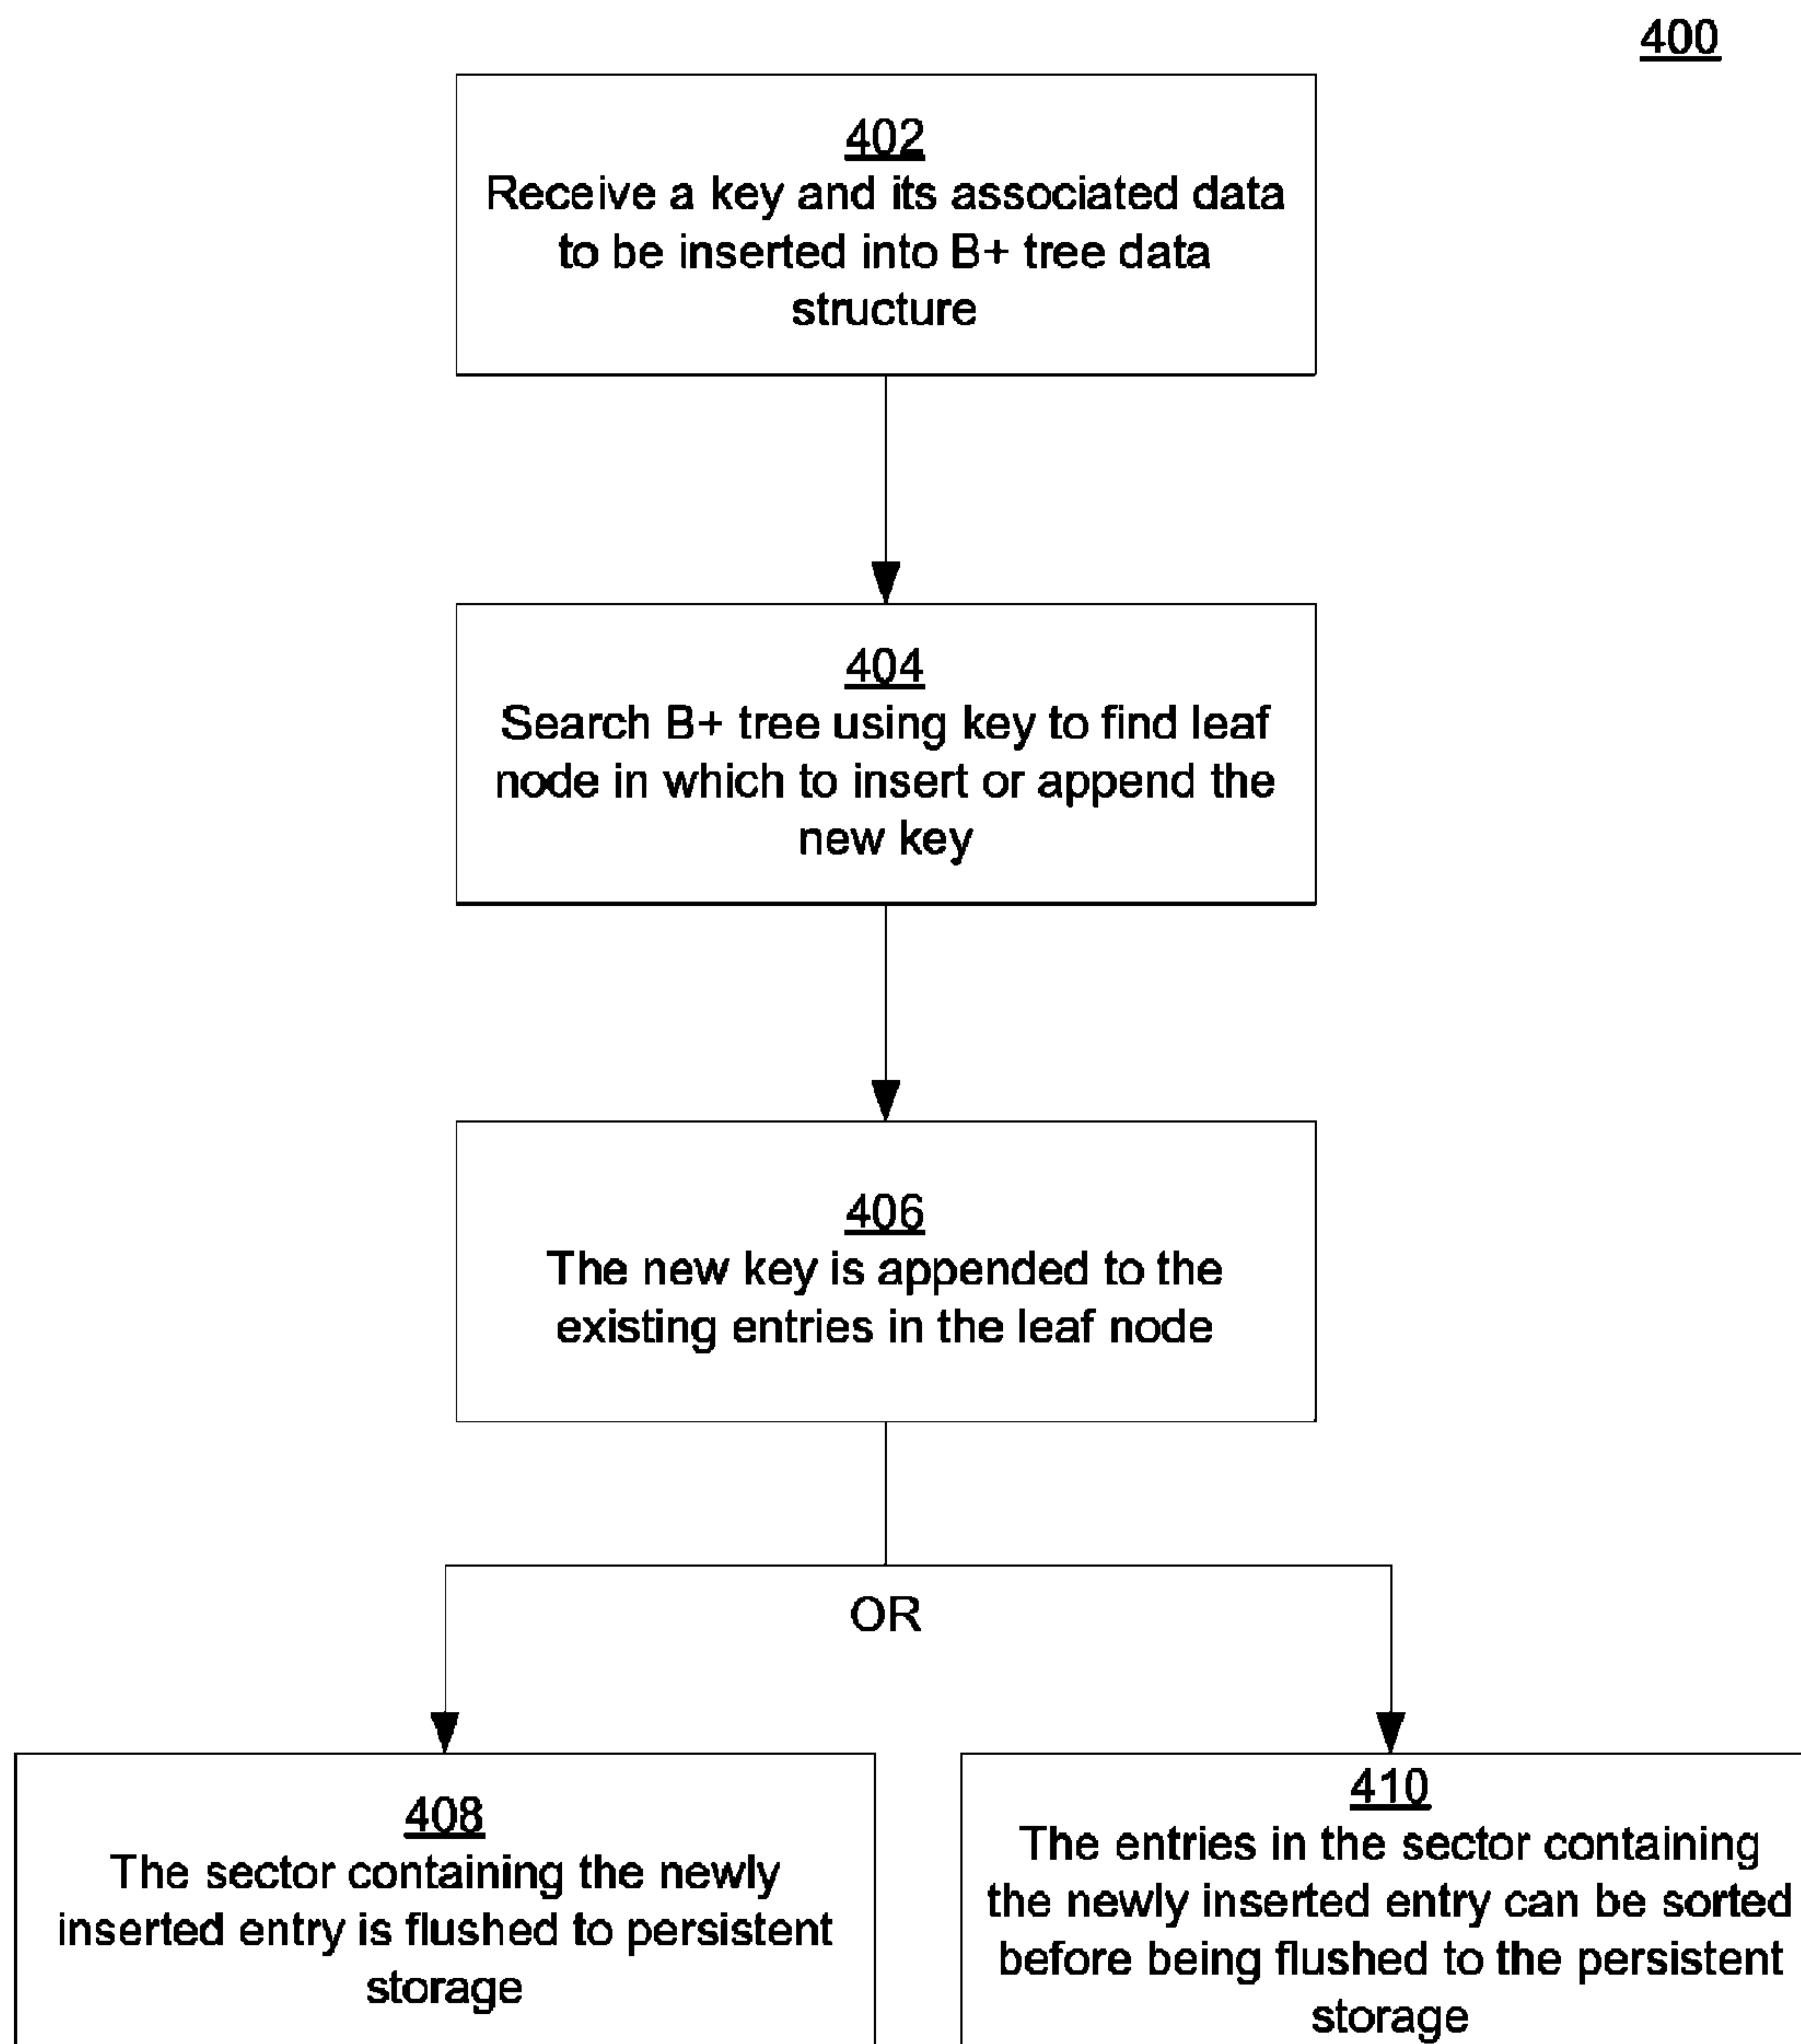 400
402
Receive a key and its associated data
to be inserted into B+ tree data
structure
404
Search B+ tree using key to find leaf
node in which to insert or append the
new key
406
The new key is appended to the
existing entries in the leaf node
OR
408
The sector containing the newly
inserted entry is flushed to persistent
storage
410
The entries in the sector containing
the newly inserted entry can be sorted
before being flushed to the persistent
storage